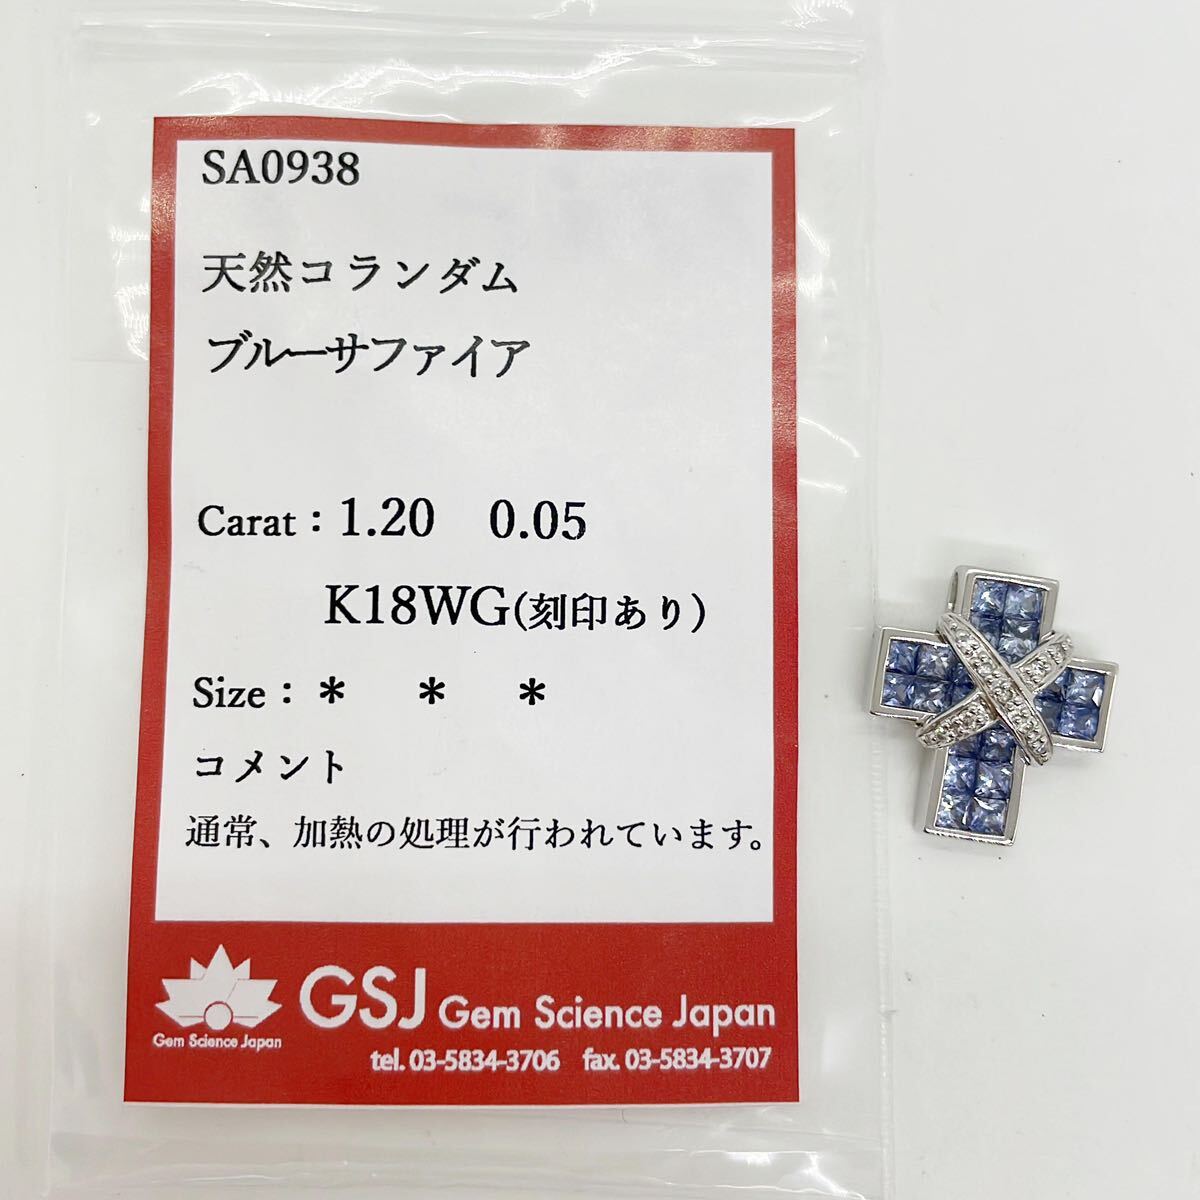 SA0938
天然コランダム
ブルーサファイア
Carat：1.20　0.05
K18WG(刻印あり)
Size：＊　＊　＊
コメント
通常、加熱の処理が行われています。
GSJ Gem Science Japan
Gem Science Japan
tel. 03-5834-3706　fax. 03-5834-3707